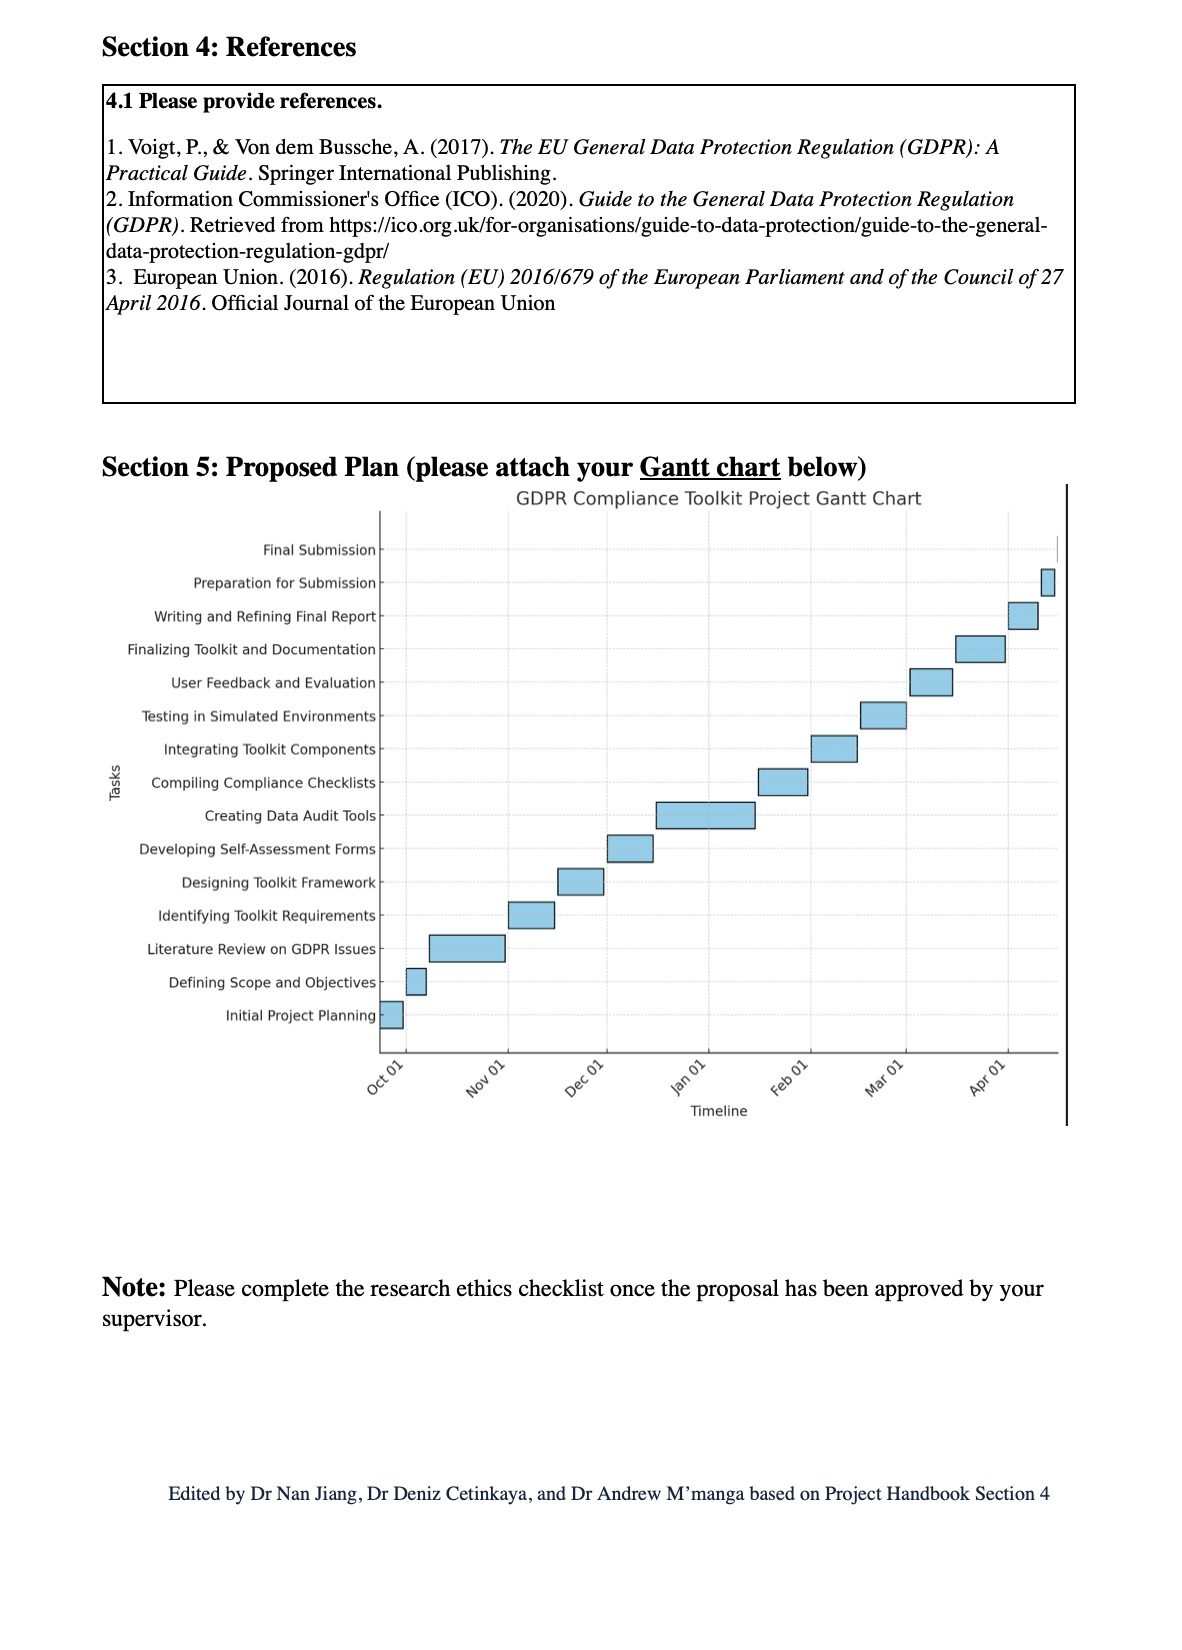 Section 4: References
4.1 Please provide references.
1. Voigt, P., & Von dem Bussche, A. (2017). The EU General Data Protection Regulation (GDPR): A
Practical Guide. Springer International Publishing.
2. Information Commissioner's Office (ICO). (2020). Guide to the General Data Protection Regulation
(GDPR). Retrieved from https://ico.org.uk/for-organisations/guide-to-data-protection/guide-to-the-general-
data-protection-regulation-gdpr/
3.  European Union. (2016). Regulation (EU) 2016/679 of the European Parliament and of the Council of 27
April 2016. Official Journal of the European Union
Section 5: Proposed Plan (please attach your Gantt chart below)
GDPR Compliance Toolkit Project Gantt Chart
Final Submission
Preparation for Submission
Writing and Refining Final Report
Finalizing Toolkit and Documentation
User Feedback and Evaluation
Testing in Simulated Environments
Integrating Toolkit Components
Compiling Compliance Checklists
Tasks
Creating Data Audit Tools
Developing Self-Assessment Forms
Designing Toolkit Framework
Identifying Toolkit Requirements
Literature Review on GDPR Issues
Defining Scope and Objectives
Initial Project Planning
Oct 01
Nov 01
Dec 01
Jan 01
Feb 01
Mar 01
Apr 01
Timeline
Note: Please complete the research ethics checklist once the proposal has been approved by your
supervisor.
Edited by Dr Nan Jiang, Dr Deniz Cetinkaya, and Dr Andrew M’manga based on Project Handbook Section 4